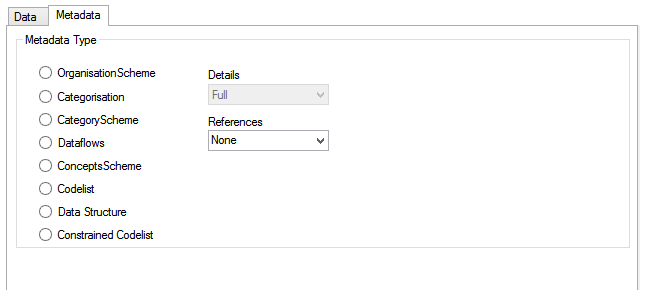 Data
Metadata
Metadata Type
OrganisationScheme
Categorisation
CategoryScheme
Dataflows
ConceptsScheme
Codelist
Data Structure
Constrained Codelist
Details
Full
References
None